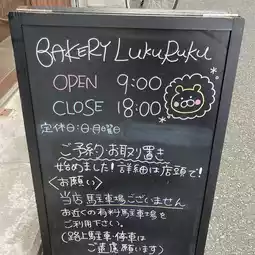 BAKERY LUKURUKU
OPEN 9:00
CLOSE 18:00
定休日:日月曜日
ご予約・お取り置き
始めました!詳細は店頭で!
〈お願い〉
当店 駐車場ございません
お近くの有料駐車場を
ご利用下さい。
(路上駐車・停車は
ご遠慮願います)